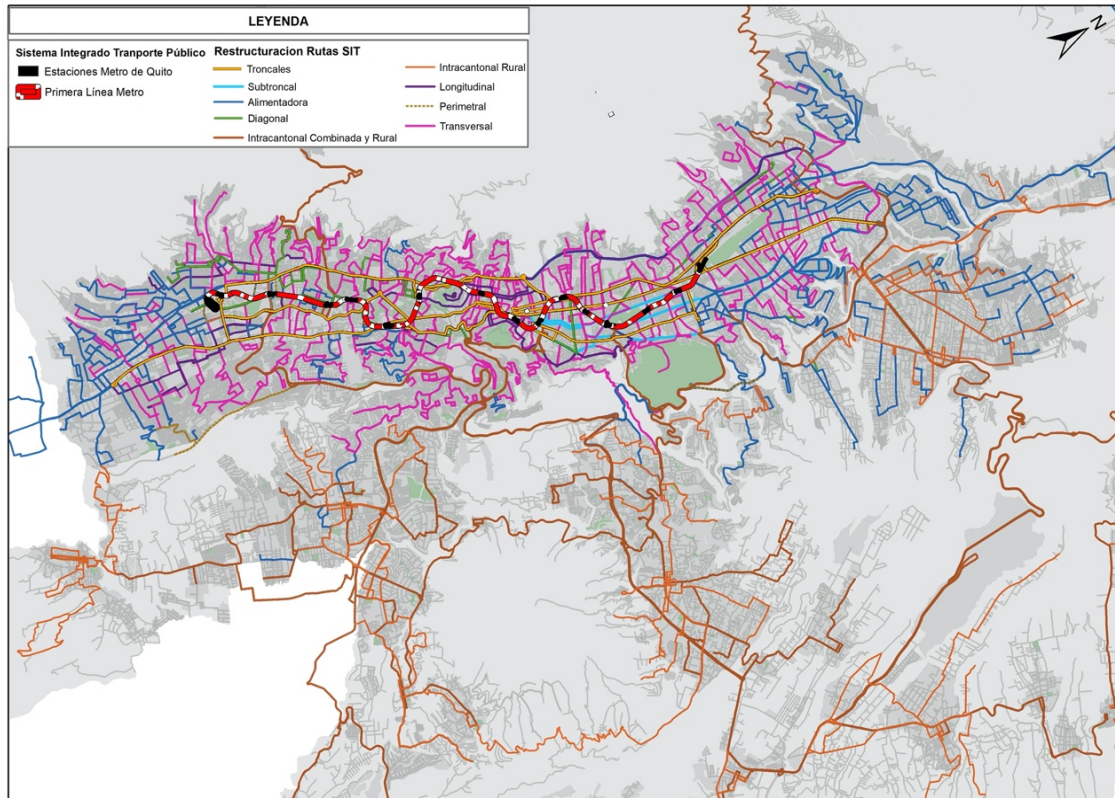 LEYENDA
Sistema Integrado Tranporte Público
Estaciones Metro de Quito
Primera Línea Metro
Restructuracion Rutas SIT
Troncales
Subtroncal
Alimentadora
Diagonal
Intracantonal Combinada y Rural
Intracantonal Rural
Longitudinal
Perimetral
Transversal
N